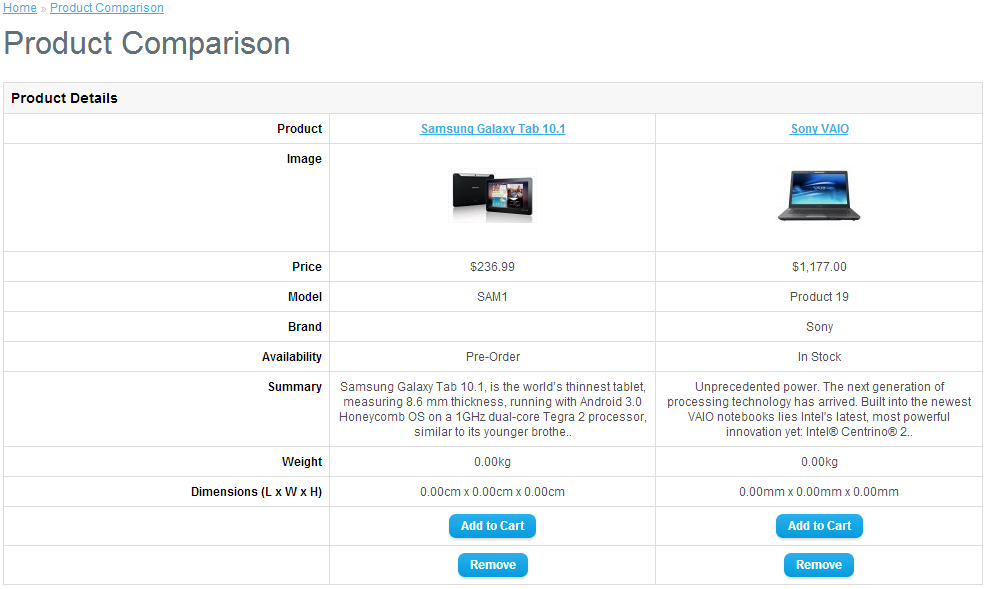 Home » Product Comparison
Product Comparison
Product Details
Product Samsung Galaxy Tab 10.1 Sony VAIO
Image
Price $236.99 $1,177.00
Model SAM1 Product 19
Brand Sony
Availability Pre-Order In Stock
Summary
Samsung Galaxy Tab 10.1, is the world's thinnest tablet,
measuring 8.6 mm thickness, running with Android 3.0
Honeycomb OS on a 1GHz dual-core Tegra 2 processor,
similar to its younger brothe..
Unprecedented power. The next generation of
processing technology has arrived. Built into the newest
VAIO notebooks lies Intel's latest, most powerful
innovation yet: Intel® Centrino® 2..
Weight 0.00kg 0.00kg
Dimensions (L x W x H) 0.00cm x 0.00cm x 0.00cm 0.00mm x 0.00mm x 0.00mm
Add to Cart Add to Cart
Remove Remove